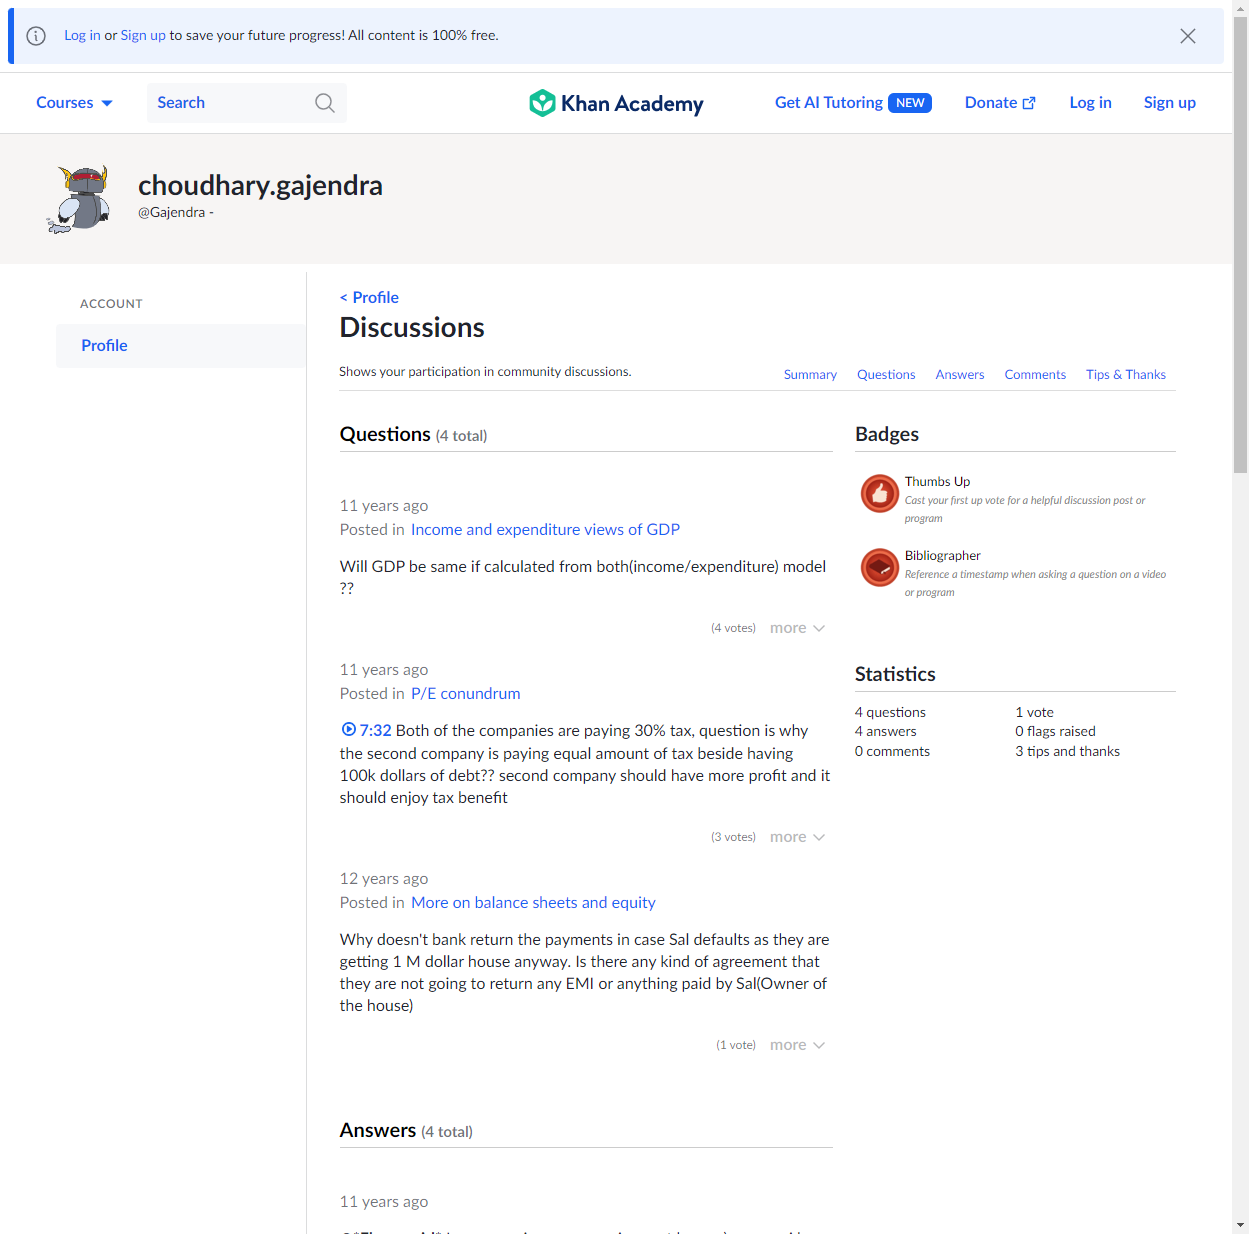 Log in or Sign up to save your future progress! All content is 100% free.
Courses
Search
Khan Academy
Get AI Tutoring NEW
Donate
Log in
Sign up
choudhary.gajendra
@Gajendra -
ACCOUNT
Profile
< Profile
Discussions
Shows your participation in community discussions.
Summary
Questions
Answers
Comments
Tips & Thanks
Questions (4 total)
11 years ago
Posted in Income and expenditure views of GDP
Will GDP be same if calculated from both(income/expenditure) model
??
(4 votes) more
11 years ago
Posted in P/E conundrum
7:32 Both of the companies are paying 30% tax, question is why
the second company is paying equal amount of tax beside having
100k dollars of debt?? second company should have more profit and it
should enjoy tax benefit
(3 votes) more
12 years ago
Posted in More on balance sheets and equity
Why doesn't bank return the payments in case Sal defaults as they are
getting 1 M dollar house anyway. Is there any kind of agreement that
they are not going to return any EMI or anything paid by Sal(Owner of
the house)
(1 vote) more
Answers (4 total)
11 years ago
Badges
Thumbs Up
Cast your first up vote for a helpful discussion post or
program
Bibliographer
Reference a timestamp when asking a question on a video
or program
Statistics
4 questions
4 answers
0 comments
1 vote
0 flags raised
3 tips and thanks